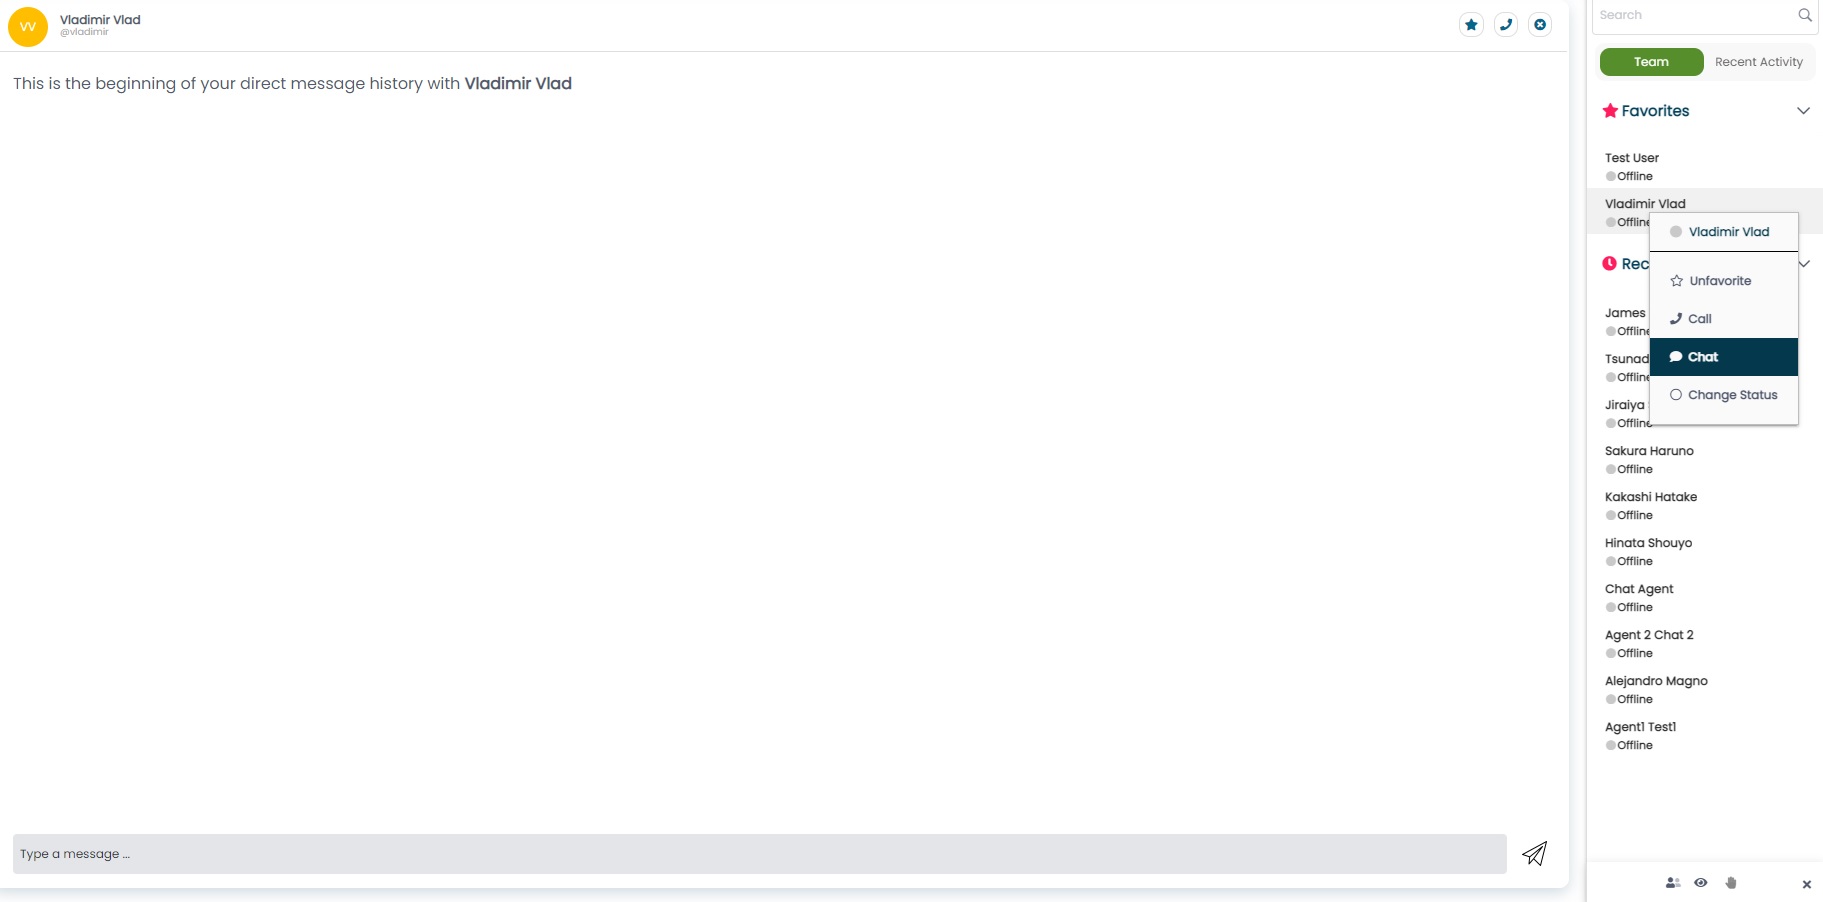 VV
Vladimir Vlad
@vladimir
This is the beginning of your direct message history with Vladimir Vlad
Type a message ...
Search
Team
Recent Activity
Favorites
Test User
Offline
Vladimir Vlad
Offline
Vladimir Vlad
Unfavorite
Call
Chat
Change Status
Rec
James
Offline
Tsunad
Offline
Jiraiya
Offline
Sakura Haruno
Offline
Kakashi Hatake
Offline
Hinata Shouyo
Offline
Chat Agent
Offline
Agent 2 Chat 2
Offline
Alejandro Magno
Offline
Agent1 Test1
Offline